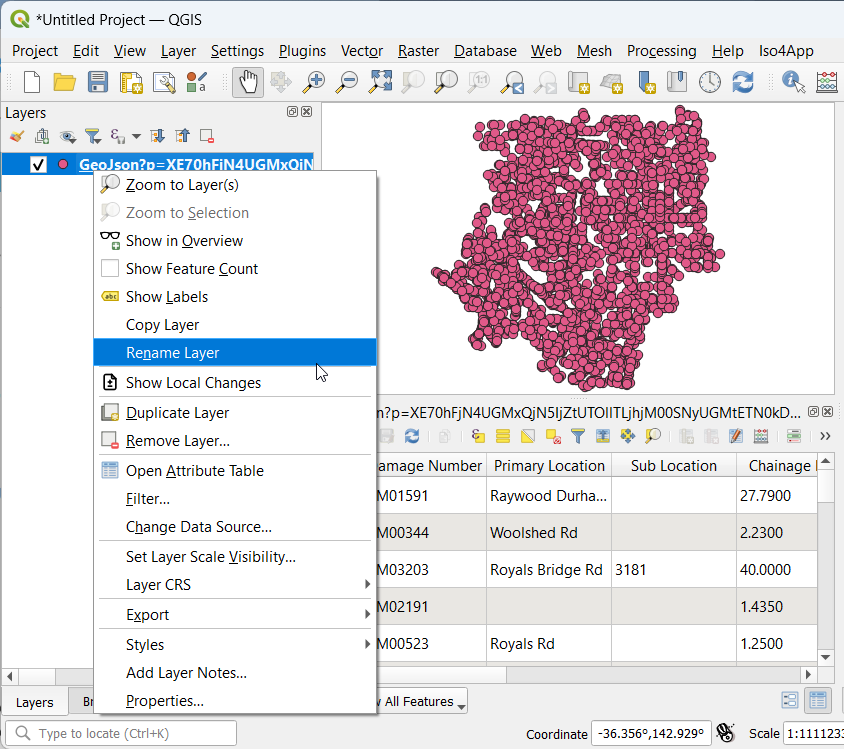 *Untitled Project — QGIS
Project Edit View Layer Settings Plugins Vector Raster Database Web Mesh Processing Help Iso4App
Layers
GeoJson?p=XE70hFjN4UGMxQjN
Zoom to Layer(s)
Zoom to Selection
Show in Overview
Show Feature Count
abc Show Labels
Copy Layer
Rename Layer
Show Local Changes
Duplicate Layer
Remove Layer...
Open Attribute Table
Filter...
Change Data Source...
Set Layer Scale Visibility...
Layer CRS
Export
Styles
Add Layer Notes...
Properties...
amage Number Primary Location Sub Location Chainage
M01591 Raywood Durha... 27.7900
M00344 Woolshed Rd 2.2300
M03203 Royals Bridge Rd 3181 40.0000
M02191 1.4350
M00523 Royals Rd 1.2500
Layers Br All Features
Type to locate (Ctrl+K) Coordinate -36.356°,142.929° Scale 1:1111233